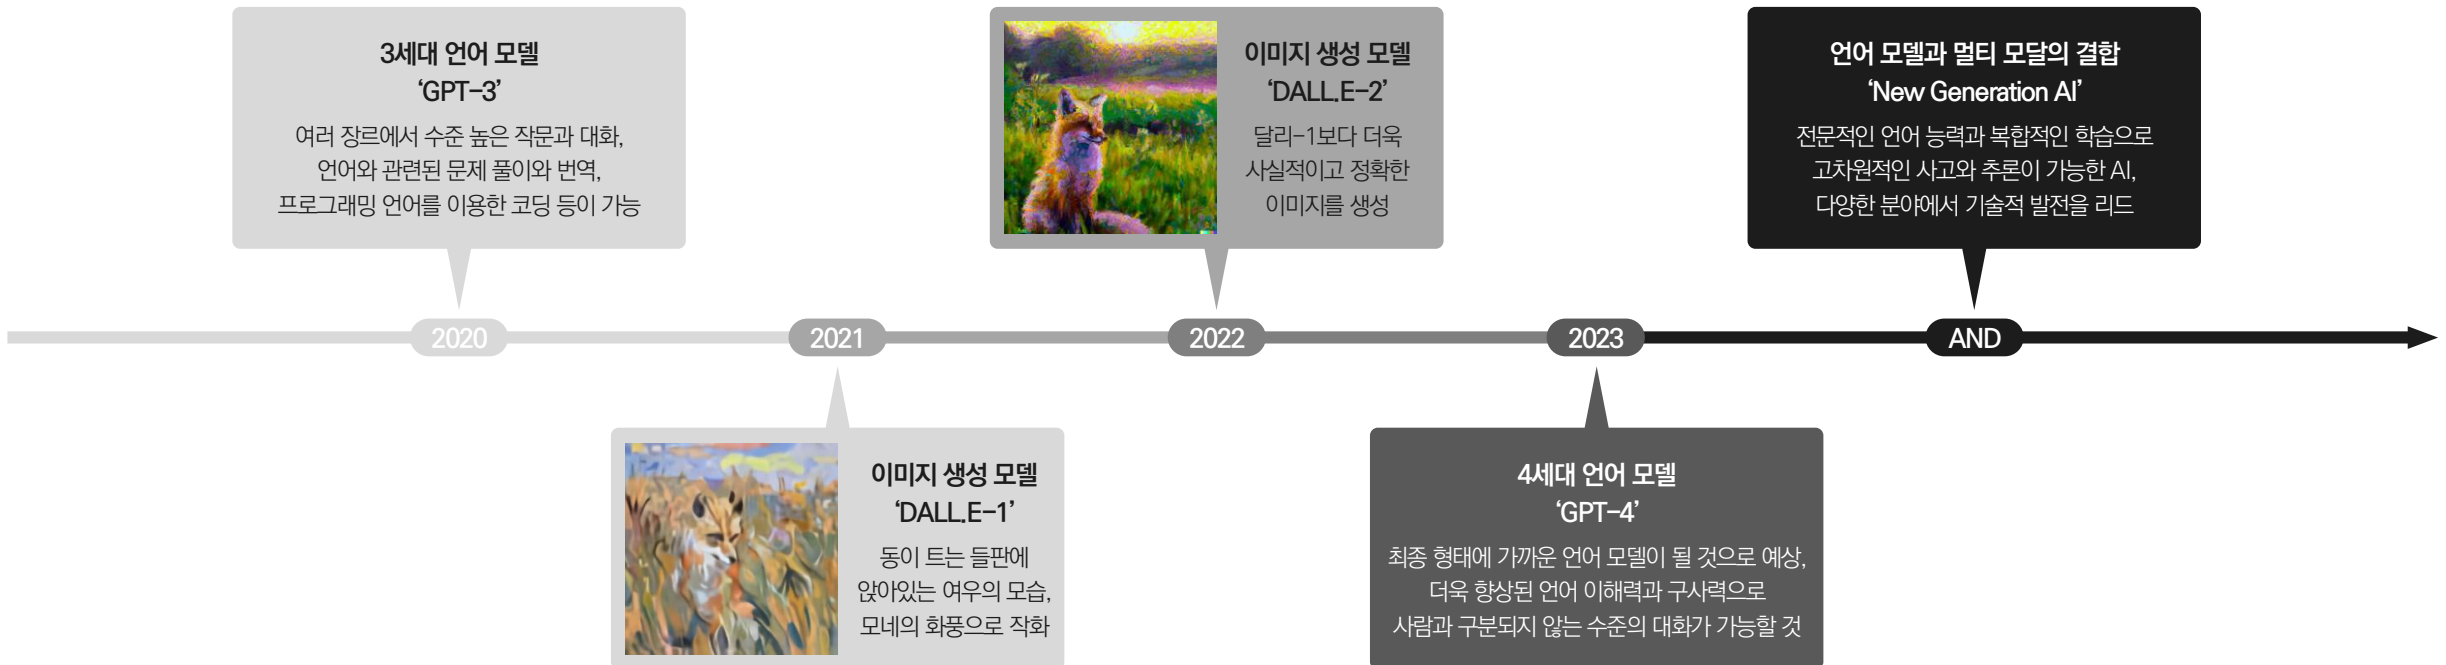 3세대 언어 모델
‘GPT-3’
여러 장르에서 수준 높은 작문과 대화,
언어와 관련된 문제 풀이와 번역,
프로그래밍 언어를 이용한 코딩 등이 가능
이미지 생성 모델
‘DALL.E-2’
달리-1보다 더욱
사실적이고 정확한
이미지를 생성
언어 모델과 멀티 모달의 결합
‘New Generation AI’
전문적인 언어 능력과 복합적인 학습으로
고차원적인 사고와 추론이 가능한 AI,
다양한 분야에서 기술적 발전을 리드
2020
2021
2022
2023
AND
이미지 생성 모델
‘DALL.E-1’
동이 트는 들판에
앉아있는 여우의 모습,
모네의 화풍으로 작화
4세대 언어 모델
‘GPT-4’
최종 형태에 가까운 언어 모델이 될 것으로 예상,
더욱 향상된 언어 이해력과 구사력으로
사람과 구분되지 않는 수준의 대화가 가능할 것